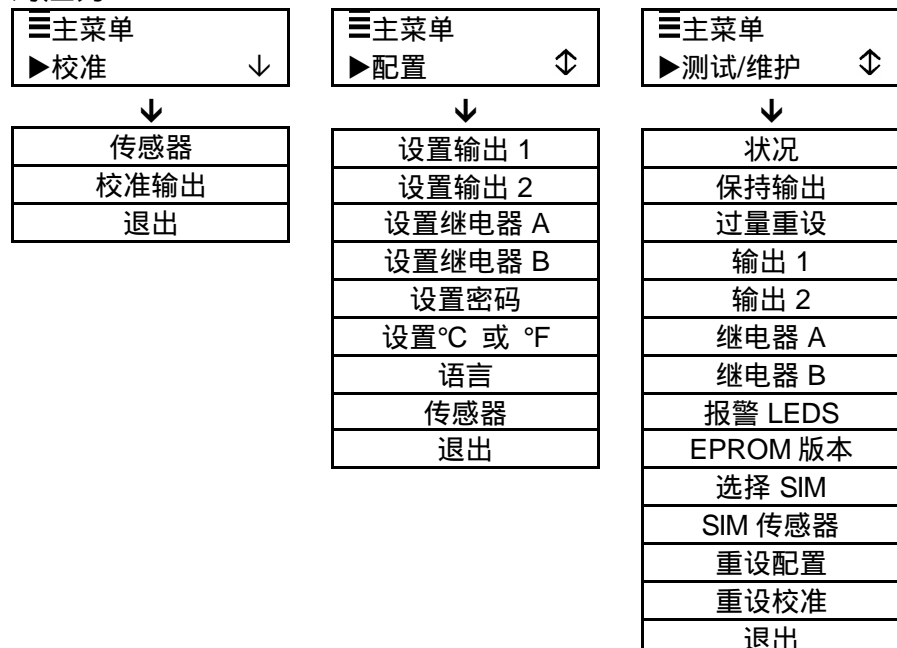 ☰主菜单
▶校准 ↓
↓
传感器
校准输出
退出
☰主菜单
▶配置 ⇕
↓
设置输出 1
设置输出 2
设置继电器 A
设置继电器 B
设置密码
设置°C 或 °F
语言
传感器
退出
☰主菜单
▶测试/维护 ⇕
↓
状况
保持输出
过量重设
输出 1
输出 2
继电器 A
继电器 B
报警 LEDS
EPROM 版本
选择 SIM
SIM 传感器
重设配置
重设校准
退出